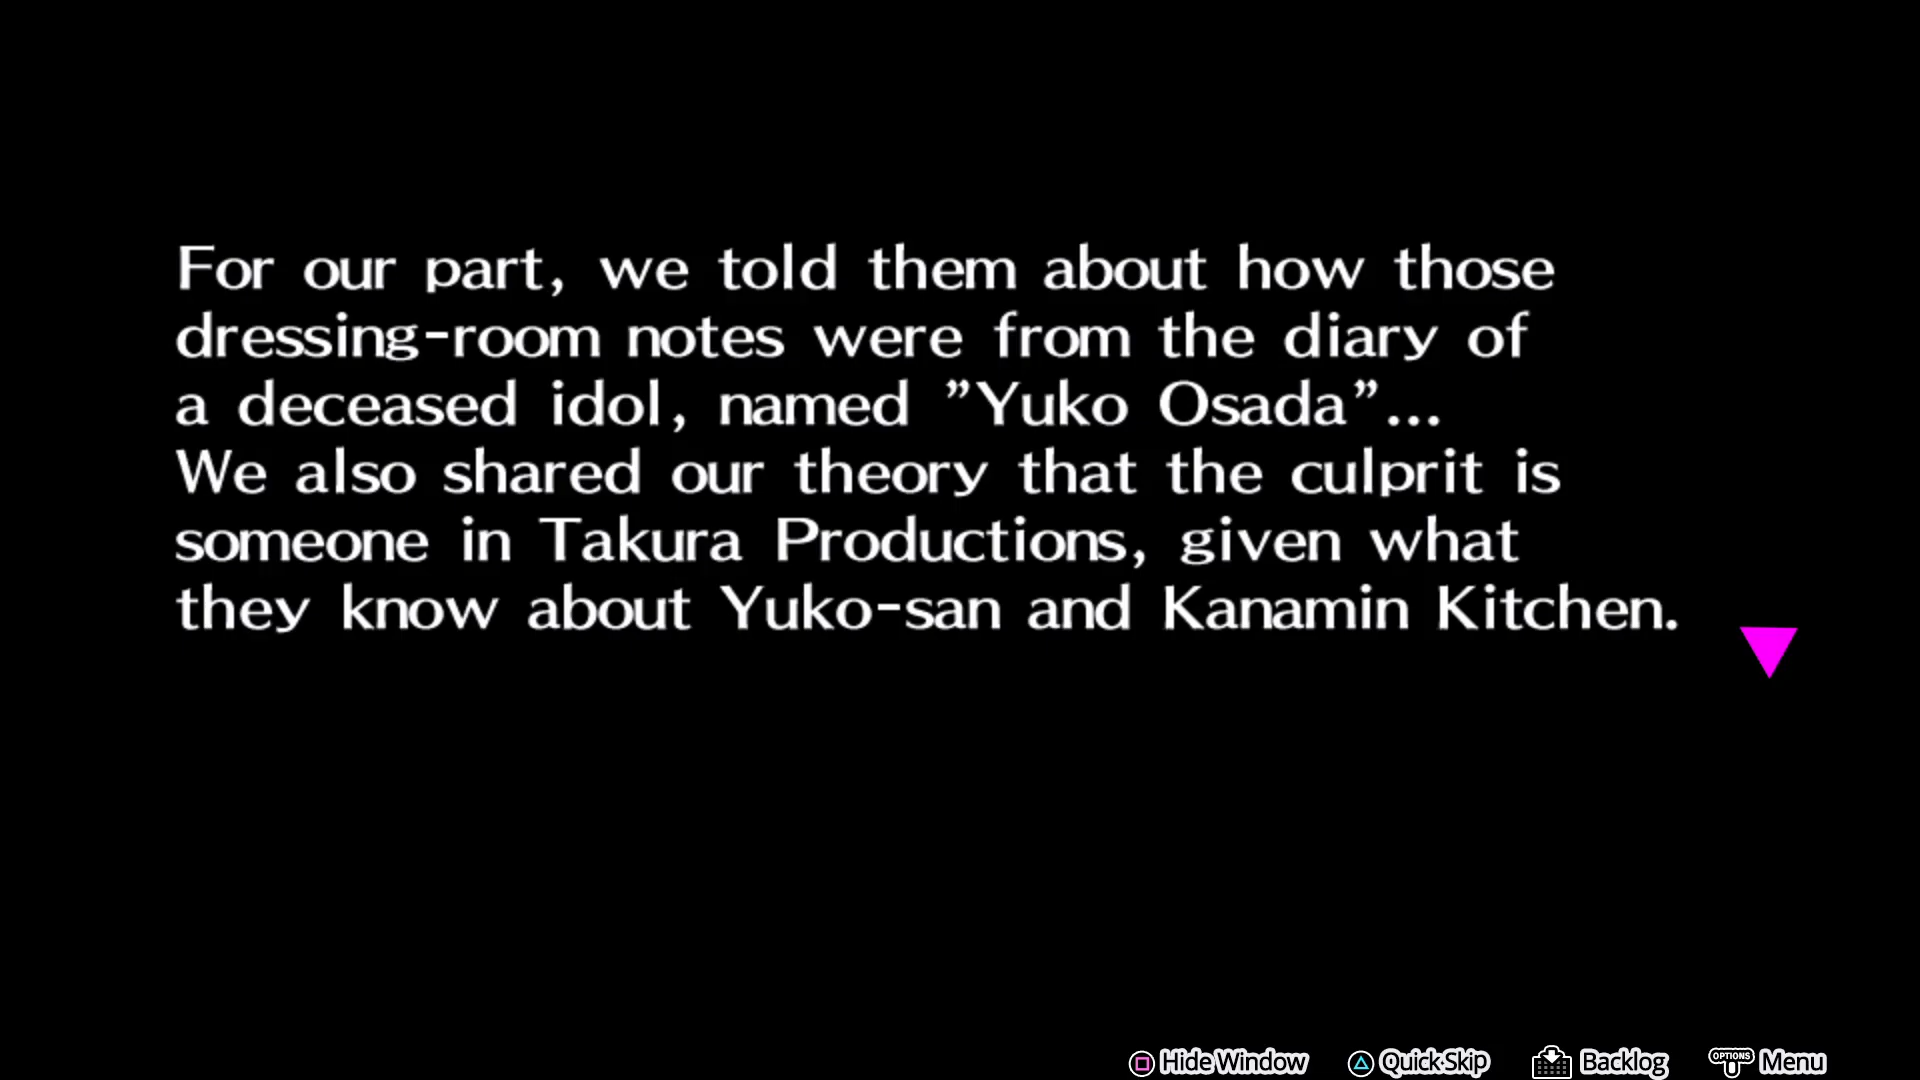 For our part, we told them about how those
dressing-room notes were from the diary of
a deceased idol, named ”Yuko Osada”...
We also shared our theory that the culprit is
someone in Takura Productions, given what
they know about Yuko-san and Kanamin Kitchen.
Hide Window Quick Skip Backlog OPTIONS Menu